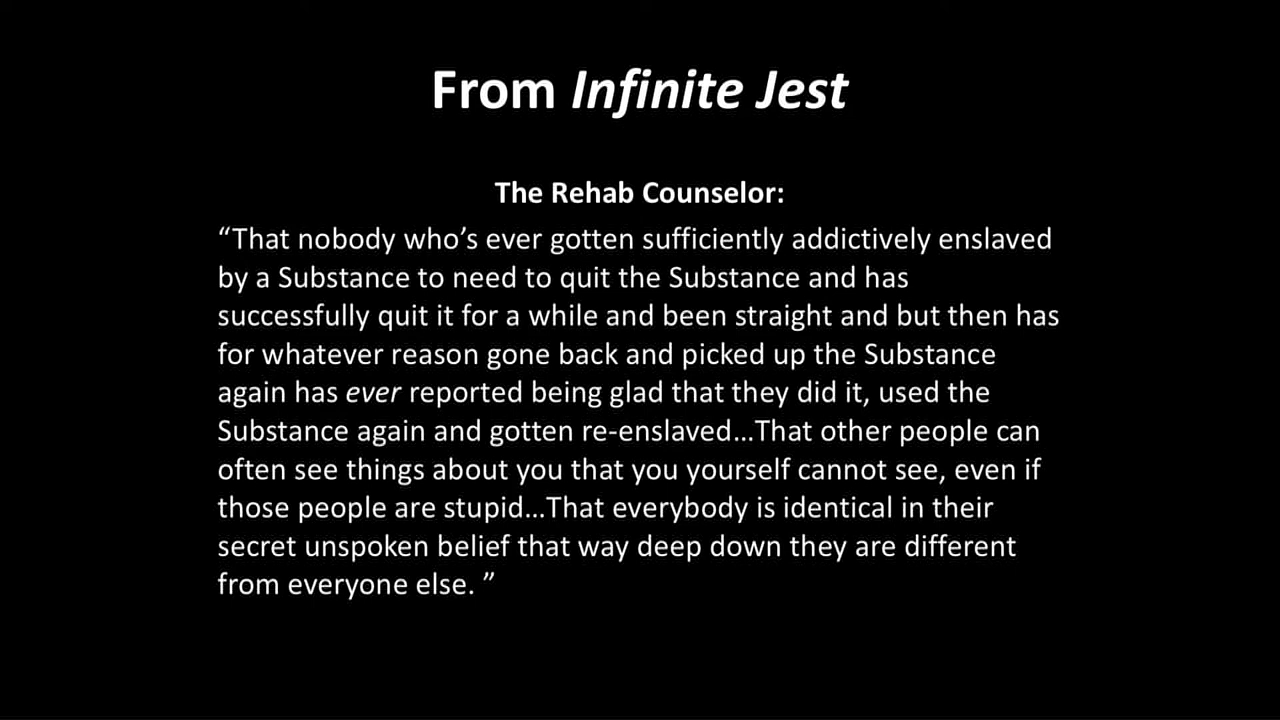 From Infinite Jest
The Rehab Counselor:
“That nobody who’s ever gotten sufficiently addictively enslaved
by a Substance to need to quit the Substance and has
successfully quit it for a while and been straight and but then has
for whatever reason gone back and picked up the Substance
again has ever reported being glad that they did it, used the
Substance again and gotten re-enslaved…That other people can
often see things about you that you yourself cannot see, even if
those people are stupid…That everybody is identical in their
secret unspoken belief that way deep down they are different
from everyone else. ”